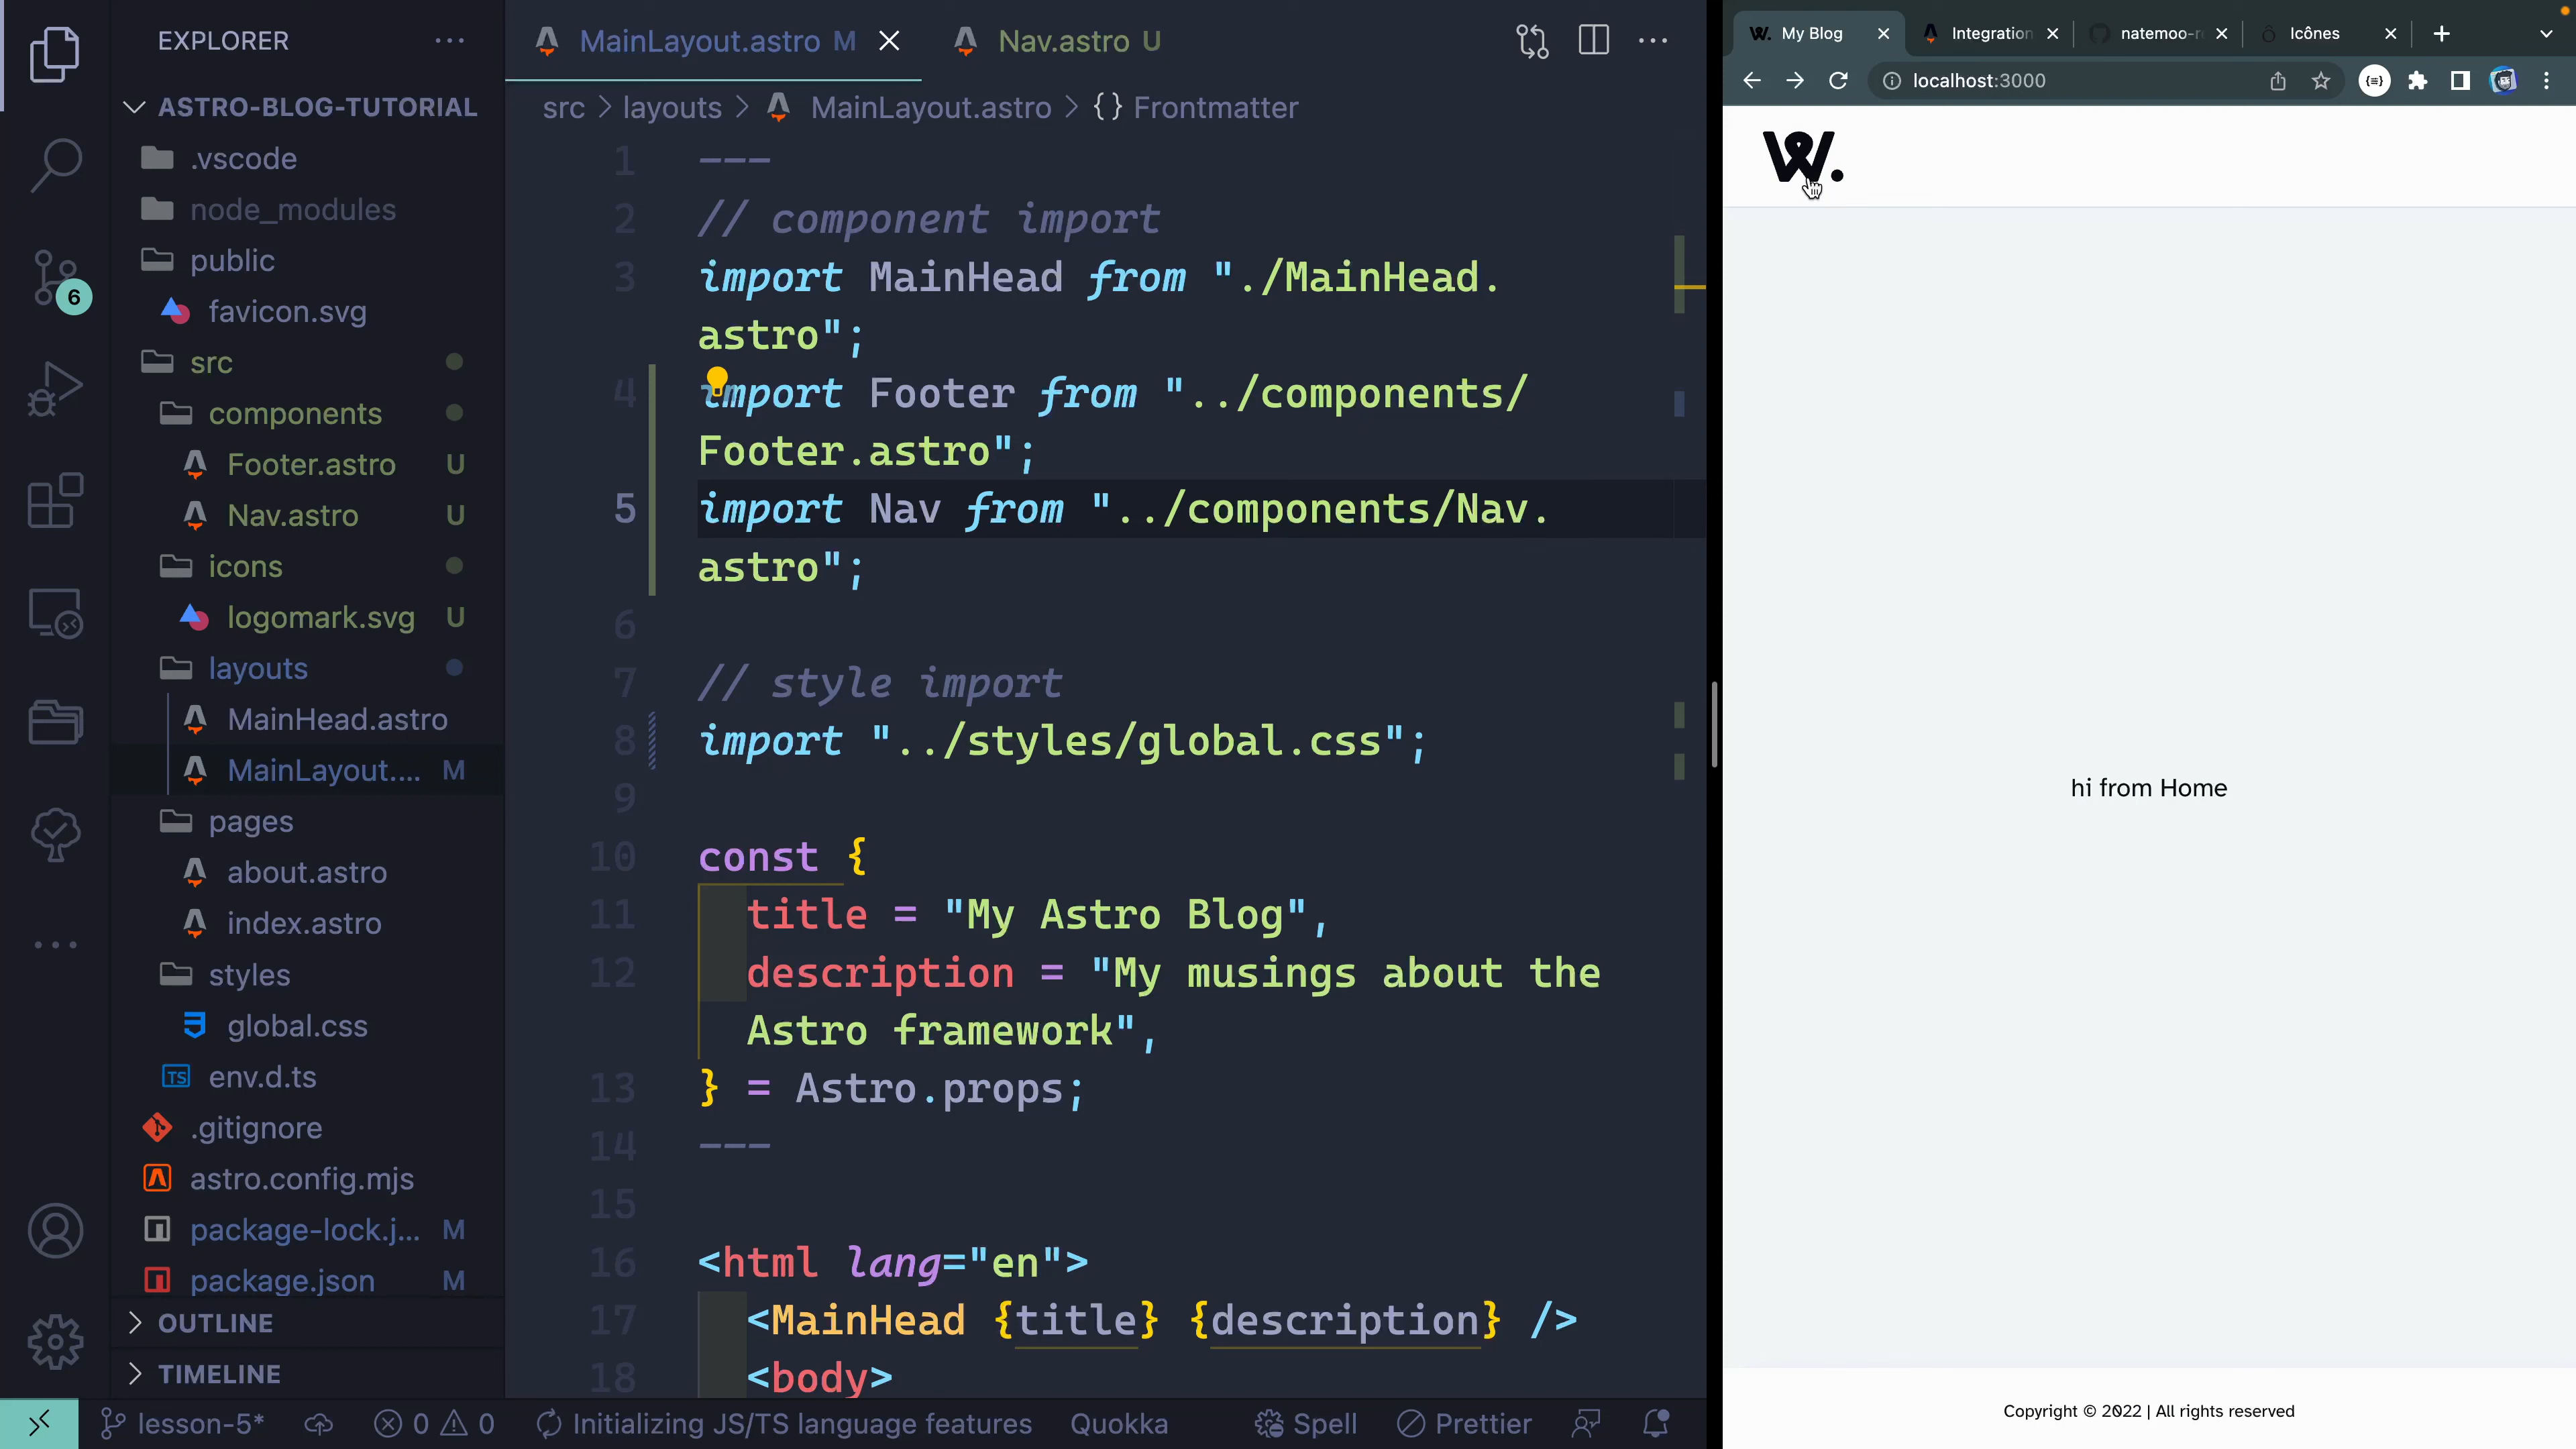 EXPLORER
ASTRO-BLOG-TUTORIAL
.vscode
node_modules
public
favicon.svg
src
components
Footer.astro U
Nav.astro U
icons
logomark.svg U
layouts
MainHead.astro
MainLayout.... M
pages
about.astro
index.astro
styles
global.css
TS env.d.ts
.gitignore
astro.config.mjs
package-lock.j... M
package.json M
OUTLINE
TIMELINE
6
MainLayout.astro M
Nav.astro U
src > layouts > MainLayout.astro > {} Frontmatter
1 ---
2 // component import
3 import MainHead from "./MainHead.
astro";
4 import Footer from "../components/
Footer.astro";
5 import Nav from "../components/Nav.
astro";
6
7 // style import
8 import "../styles/global.css";
9
10 const {
11 title = "My Astro Blog",
12 description = "My musings about the
Astro framework",
13 } = Astro.props;
14 ---
15
16 <html lang="en">
17 <MainHead {title} {description} />
18 <body>
lesson-5* 0 0 Initializing JS/TS language features Quokka Spell Prettier
W. My Blog
Integration
natemoo-r
Icônes
localhost:3000
W.
hi from Home
Copyright © 2022 | All rights reserved